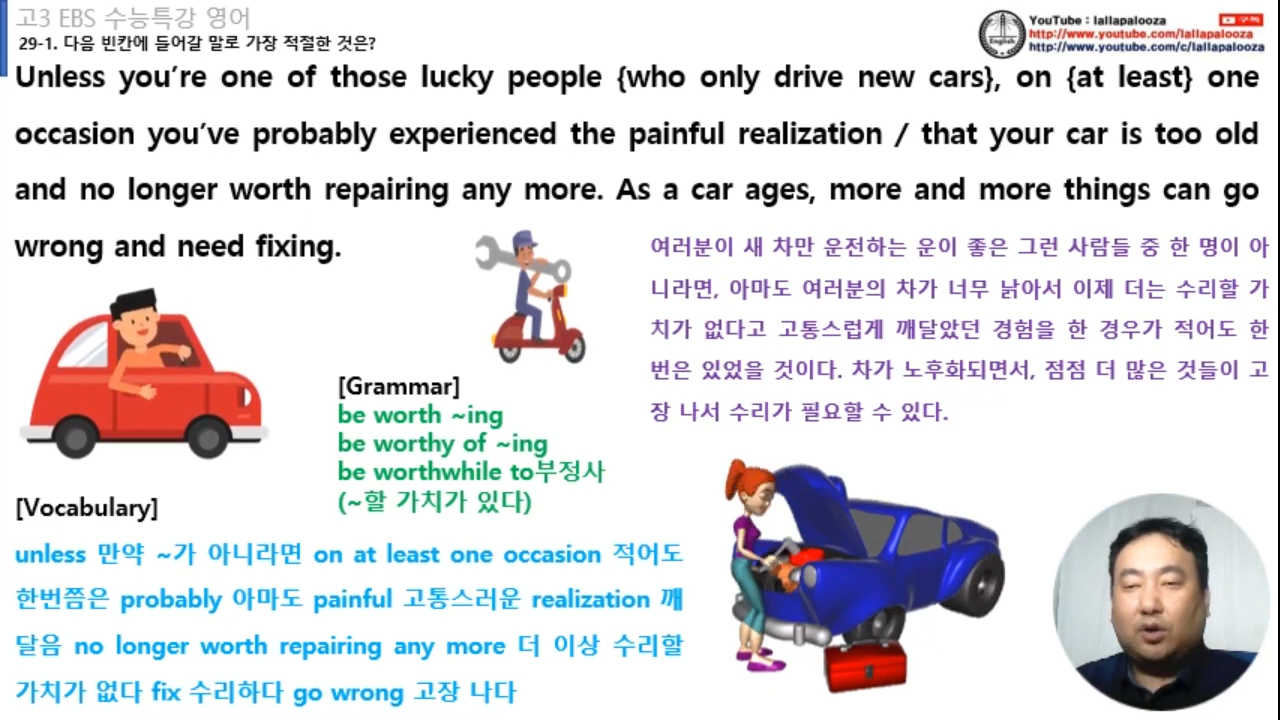 고3 EBS 수능특강 영어
29-1. 다음 빈칸에 들어갈 말로 가장 적절한 것은?
YouTube : lallapalooza
구독
http://www.youtube.com/lallapalooza
http://www.youtube.com/c/lallapalooza
English
Unless you’re one of those lucky people {who only drive new cars}, on {at least} one
occasion you’ve probably experienced the painful realization / that your car is too old
and no longer worth repairing any more. As a car ages, more and more things can go
wrong and need fixing.
여러분이 새 차만 운전하는 운이 좋은 그런 사람들 중 한 명이 아
니라면, 아마도 여러분의 차가 너무 낡아서 이제 더는 수리할 가
치가 없다고 고통스럽게 깨달았던 경험을 한 경우가 적어도 한
번은 있었을 것이다. 차가 노후화되면서, 점점 더 많은 것들이 고
장 나서 수리가 필요할 수 있다.
[Grammar]
be worth ~ing
be worthy of ~ing
be worthwhile to부정사
(~할 가치가 있다)
[Vocabulary]
unless 만약 ~가 아니라면 on at least one occasion 적어도
한번쯤은 probably 아마도 painful 고통스러운 realization 깨
달음 no longer worth repairing any more 더 이상 수리할
가치가 없다 fix 수리하다 go wrong 고장 나다